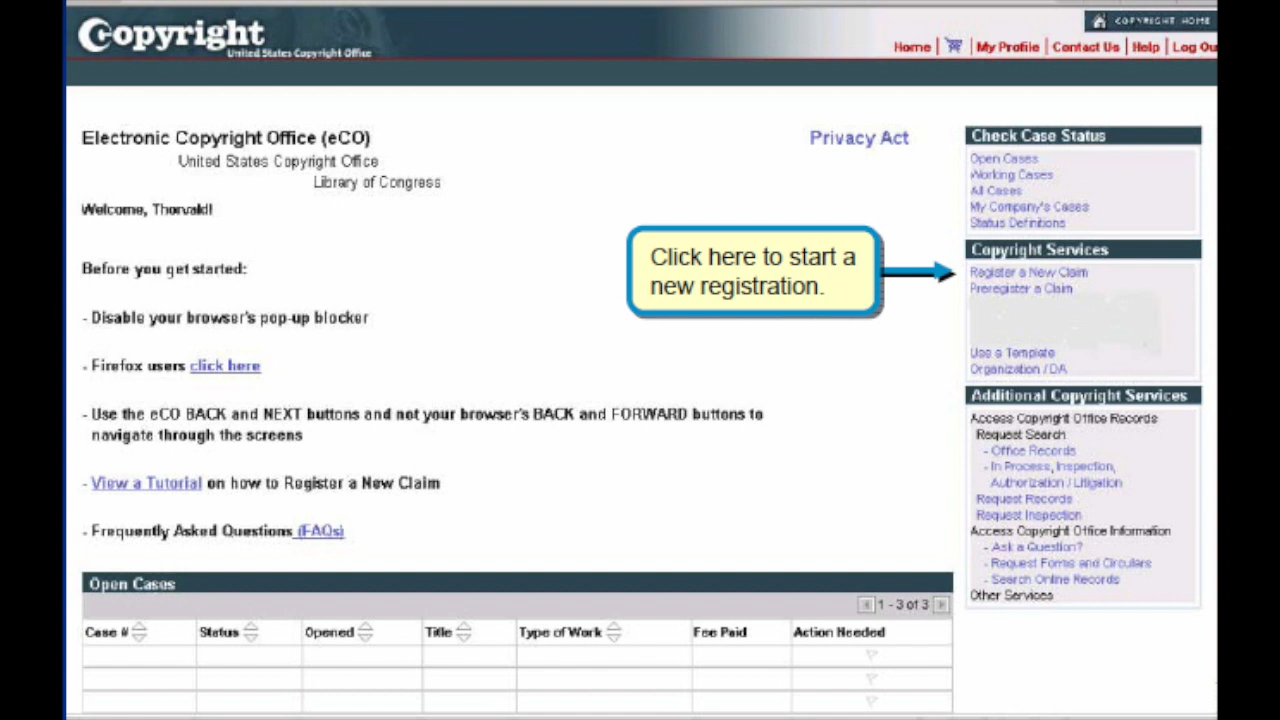 Copyright
United States Copyright Office
COPYRIGHT HOME
Home | | My Profile | Contact Us | Help | Log Ou
Electronic Copyright Office (eCO)
United States Copyright Office
Library of Congress
Privacy Act
Welcome, Thorvald!
Before you get started:
- Disable your browser's pop-up blocker
- Firefox users click here
- Use the eCO BACK and NEXT buttons and not your browser's BACK and FORWARD buttons to
navigate through the screens
- View a Tutorial on how to Register a New Claim
- Frequently Asked Questions (FAQs)
Click here to start a
new registration.
Check Case Status
Open Cases
Working Cases
All Cases
My Company's Cases
Status Definitions
Copyright Services
Register a New Claim
Preregister a Claim
Use a Template
Organization / DA
Additional Copyright Services
Access Copyright Office Records
Request Search
- Office Records
- In Process, Inspection,
Authorization / Litigation
Request Records
Request Inspection
Access Copyright Office Information
- Ask a Question?
- Request Forms and Circulars
- Search Online Records
Other Services
Open Cases
1 - 3 of 3
Case # Status Opened Title Type of Work Fee Paid Action Needed